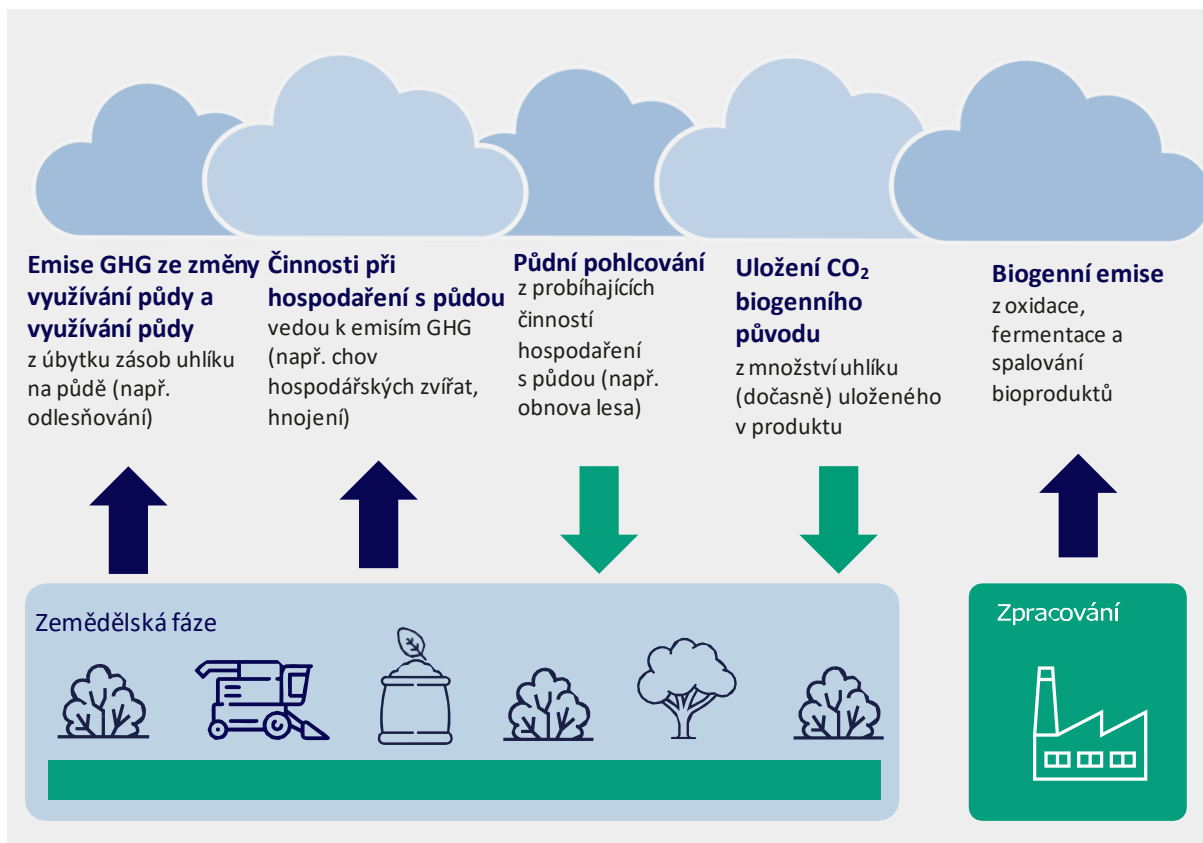 Emise GHG ze změny
využívání půdy a
využívání půdy
z úbytku zásob uhlíku
na půdě (např.
odlesňování)
Činnosti při
hospodaření s půdou
vedou k emisím GHG
(např. chov
hospodářských zvířat,
hnojení)
Půdní pohlcování
z probíhajících
činností
hospodaření
s půdou (např.
obnova lesa)
Uložení CO₂
biogenního
původu
z množství uhlíku
(dočasně) uloženého
v produktu
Biogenní emise
z oxidace,
fermentace a
spalování
bioproduktů
Zemědělská fáze
Zpracování